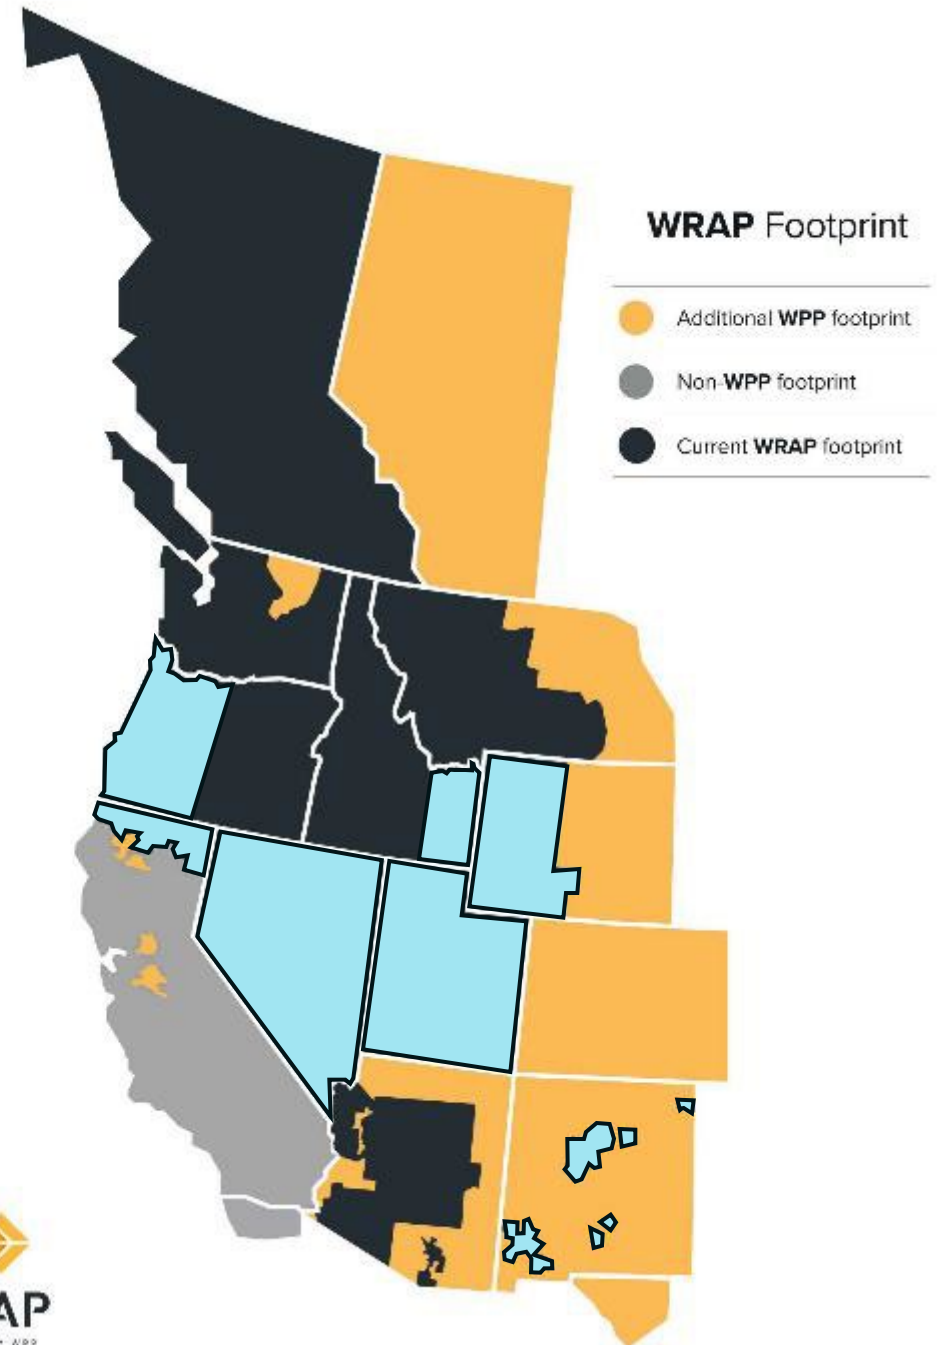 WRAP Footprint
Additional WPP footprint
Non-WPP footprint
Current WRAP footprint
AP